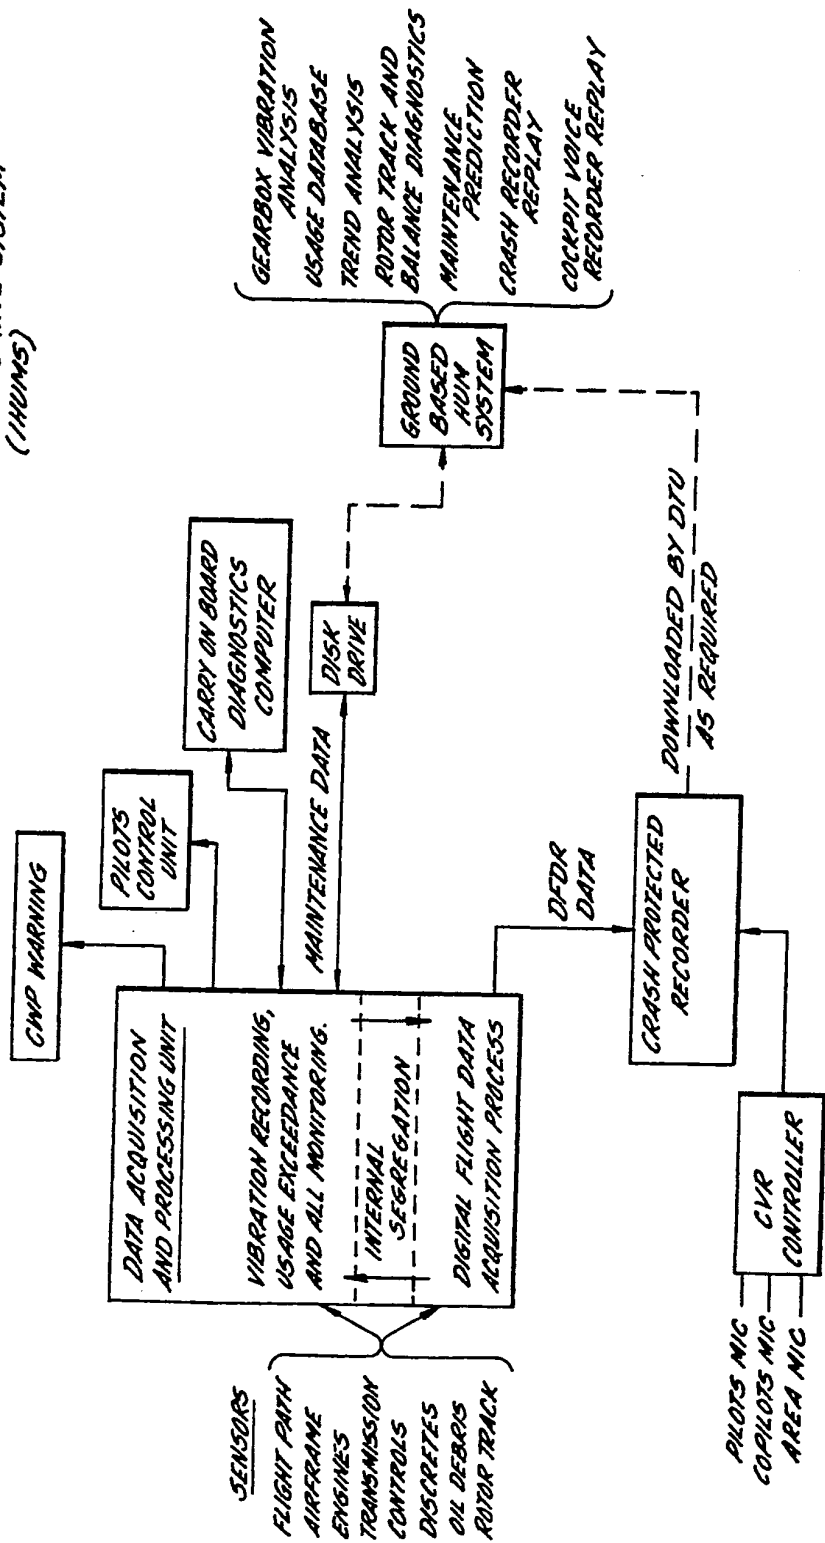 (IHUMS)
CWP WARNING
PILOTS
CONTROL
UNIT
CARRY ON BOARD
DIAGNOSTICS
COMPUTER
DATA ACQUISITION
AND PROCESSING UNIT
VIBRATION RECORDING,
USAGE EXCEEDANCE
AND ALL MONITORING.
INTERNAL
SEGREGATION
DIGITAL FLIGHT DATA
ACQUISITION PROCESS
SENSORS
FLIGHT PATH
AIRFRAME
ENGINES
TRANSMISSION
CONTROLS
DISCRETES
OIL DEBRIS
ROTOR TRACK
MAINTENANCE DATA
DISK
DRIVE
GROUND
BASED
HUM
SYSTEM
GEARBOX VIBRATION
ANALYSIS
USAGE DATABASE
TREND ANALYSIS
ROTOR TRACK AND
BALANCE DIAGNOSTICS
MAINTENANCE
PREDICTION
CRASH RECORDER
REPLAY
COCKPIT VOICE
RECORDER REPLAY
DFDR
DATA
CRASH PROTECTED
RECORDER
DOWNLOADED BY DTU
AS REQUIRED
PILOTS MIC
COPILOTS MIC
AREA MIC
CVR
CONTROLLER